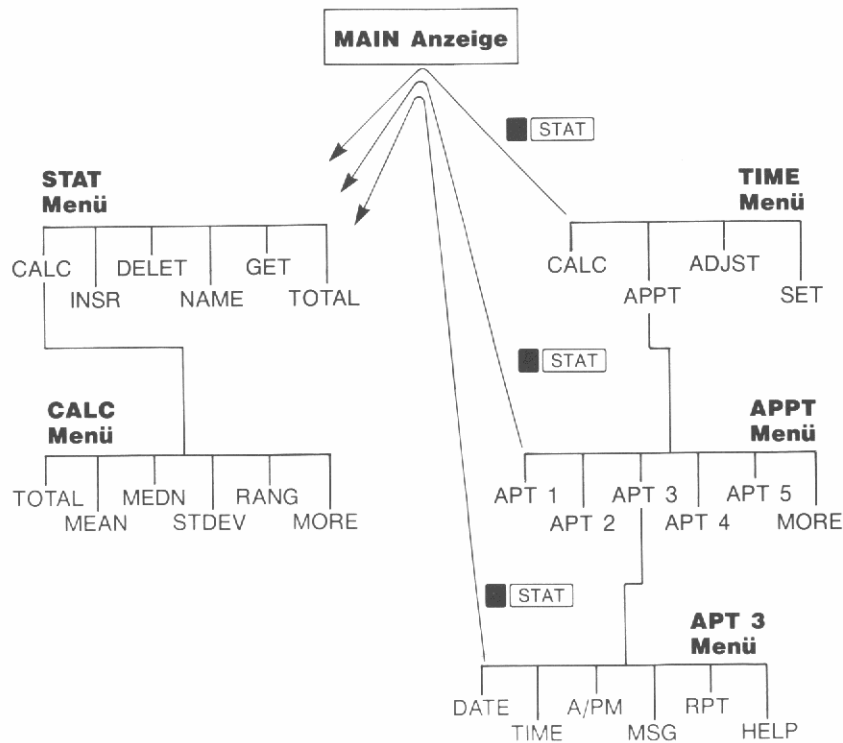 MAIN Anzeige
STAT
STAT
Menü
CALC
INSR
DELET
NAME
GET
TOTAL
TIME
Menü
CALC
APPT
ADJST
SET
STAT
CALC
Menü
TOTAL
MEAN
MEDN
STDEV
RANG
MORE
APPT
Menü
APT 1
APT 2
APT 3
APT 4
APT 5
MORE
STAT
APT 3
Menü
DATE
TIME
A/PM
MSG
RPT
HELP